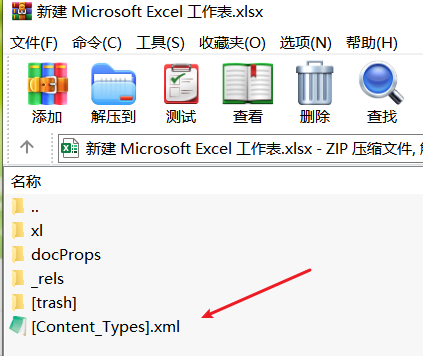 新建 Microsoft Excel 工作表.xlsx
文件(F) 命令(C) 工具(S) 收藏夹(O) 选项(N) 帮助(H)
添加 解压到 测试 查看 删除 查找
新建 Microsoft Excel 工作表.xlsx - ZIP 压缩文件,
名称
..
xl
docProps
_rels
[trash]
[Content_Types].xml